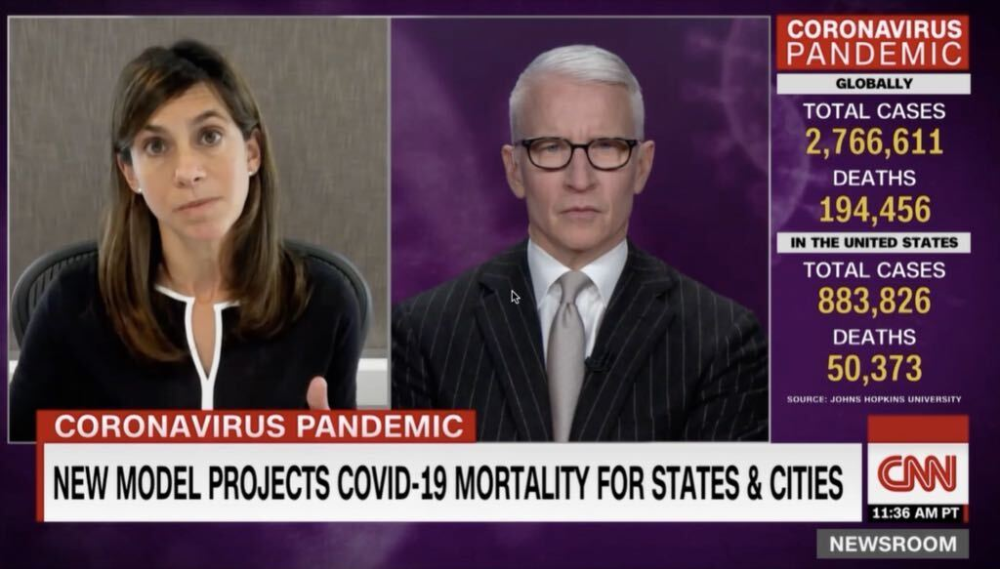 CORONAVIRUS
PANDEMIC
GLOBALLY
TOTAL CASES
2,766,611
DEATHS
194,456
IN THE UNITED STATES
TOTAL CASES
883,826
DEATHS
50,373
SOURCE: JOHNS HOPKINS UNIVERSITY
CORONAVIRUS PANDEMIC
NEW MODEL PROJECTS COVID-19 MORTALITY FOR STATES & CITIES
CNN
11:36 AM PT
NEWSROOM